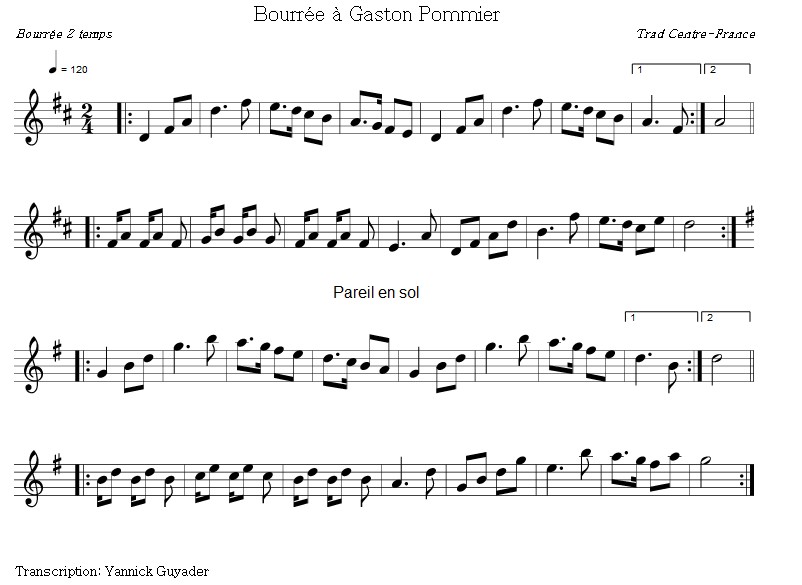 Bourrée à Gaston Pommier
Bourrée 2 temps
Trad Centre-France
= 120
1
2
2
4
Pareil en sol
1
2
Transcription: Yannick Guyader